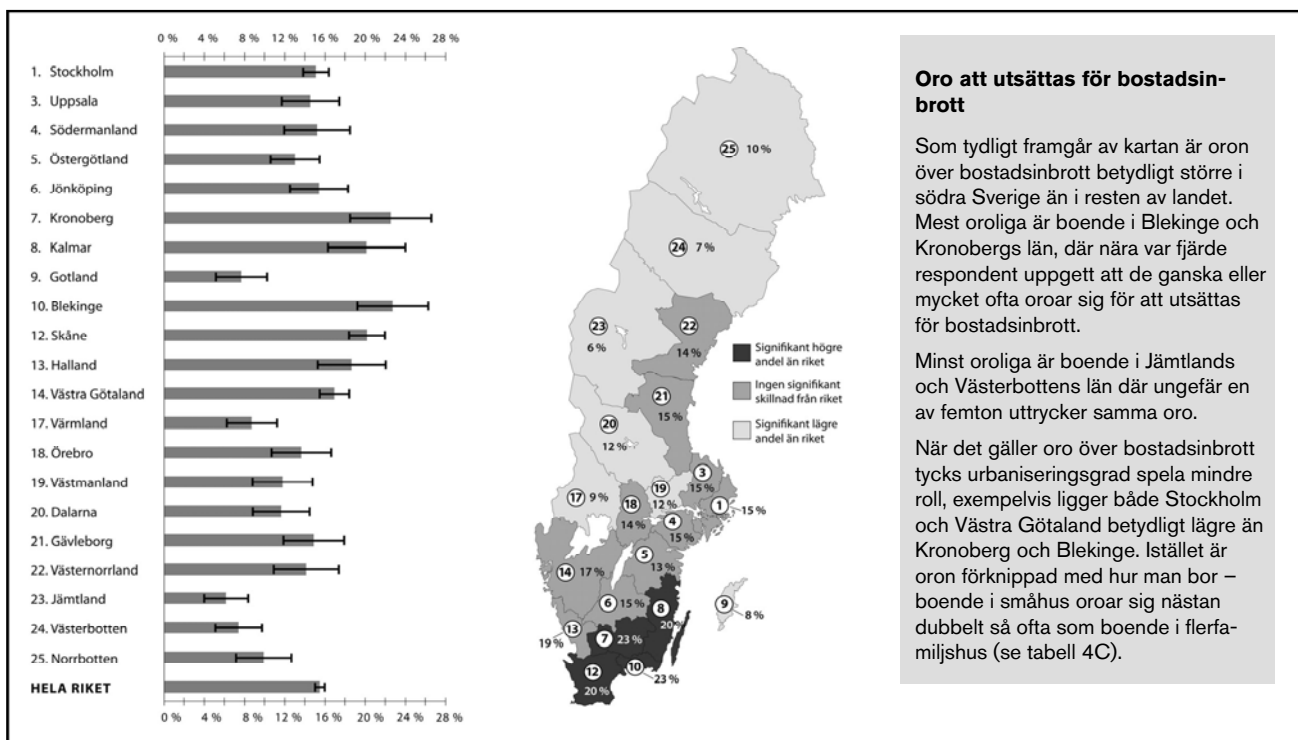 0 % 4 % 8 % 12 % 16 % 20 % 24 % 28 %
1. Stockholm
3. Uppsala
4. Södermanland
5. Östergötland
6. Jönköping
7. Kronoberg
8. Kalmar
9. Gotland
10. Blekinge
12. Skåne
13. Halland
14. Västra Götaland
17. Värmland
18. Örebro
19. Västmanland
20. Dalarna
21. Gävleborg
22. Västernorrland
23. Jämtland
24. Västerbotten
25. Norrbotten
HELA RIKET
0 % 4 % 8 % 12 % 16 % 20 % 24 % 28 %
25 10 %
24 7 %
23
6 %
22
14 %
21
15 %
20
12 %
3
15 %
19
12 %
1
15 %
17 9 %
18
14 %
4
15 %
5
13 %
14 17 %
6 15 %
8
20 %
9
8 %
13
19 %
7 23 %
12
20 %
10
23 %
Signifikant högre
andel än riket
Ingen signifikant
skillnad från riket
Signifikant lägre
andel än riket
Oro att utsättas för bostadsin-
brott
Som tydligt framgår av kartan är oron
över bostadsinbrott betydligt större i
södra Sverige än i resten av landet.
Mest oroliga är boende i Blekinge och
Kronobergs län, där nära var fjärde
respondent uppgett att de ganska eller
mycket ofta oroar sig för att utsättas
för bostadsinbrott.
Minst oroliga är boende i Jämtlands
och Västerbottens län där ungefär en
av femton uttrycker samma oro.
När det gäller oro över bostadsinbrott
tycks urbaniseringsgrad spela mindre
roll, exempelvis ligger både Stockholm
och Västra Götaland betydligt lägre än
Kronoberg och Blekinge. Istället är
oron förknippad med hur man bor –
boende i småhus oroar sig nästan
dubbelt så ofta som boende i flerfa-
miljshus (se tabell 4C).